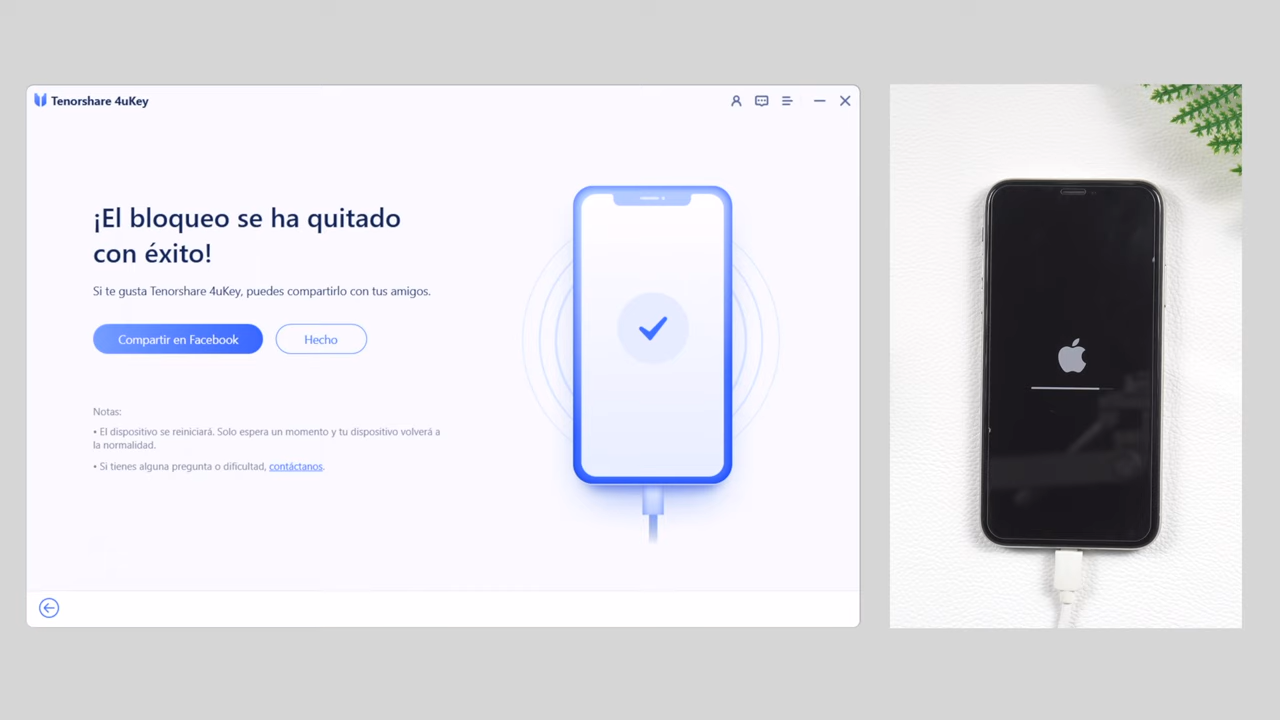 Tenorshare 4uKey
¡El bloqueo se ha quitado
con éxito!
Si te gusta Tenorshare 4uKey, puedes compartirlo con tus amigos.
Compartir en Facebook
Hecho
Notas:
• El dispositivo se reiniciará. Solo espera un momento y tu dispositivo volverá a
la normalidad.
• Si tienes alguna pregunta o dificultad, contáctanos.